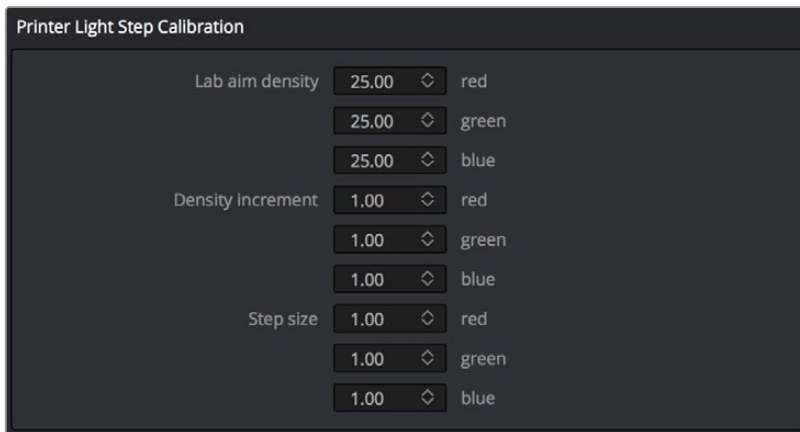 Printer Light Step Calibration
Lab aim density 25.00 red
25.00 green
25.00 blue
Density increment 1.00 red
1.00 green
1.00 blue
Step size 1.00 red
1.00 green
1.00 blue